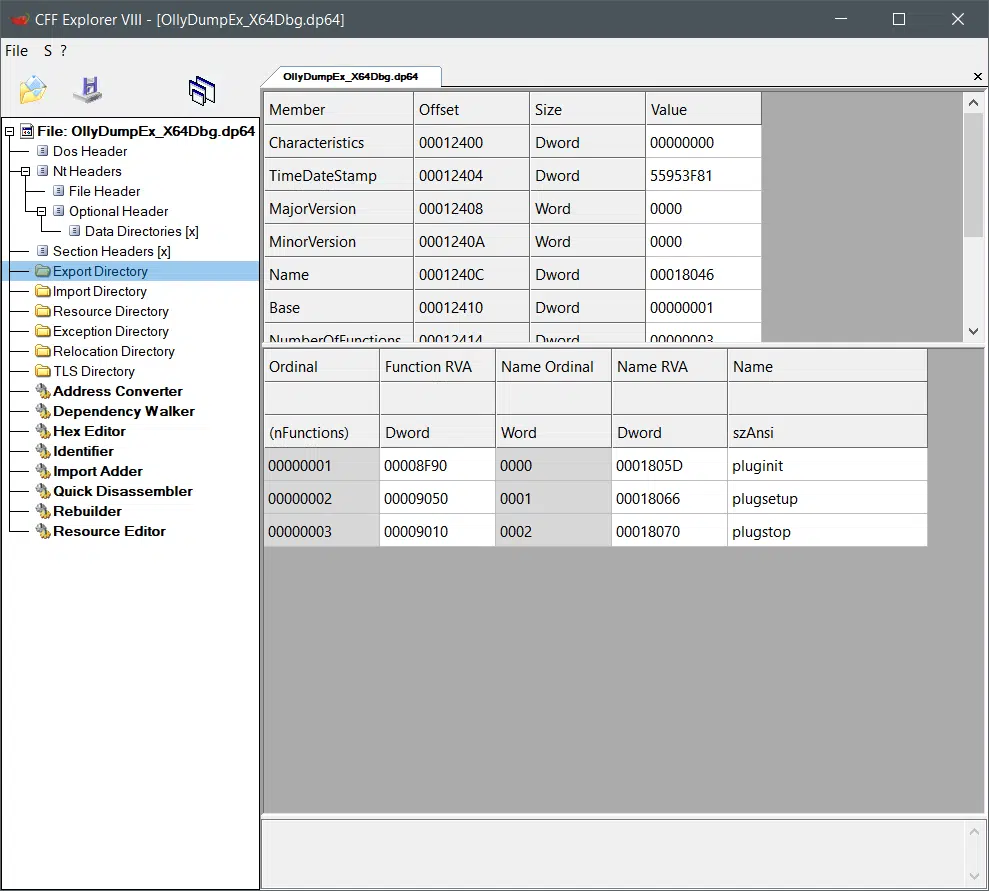 CFF Explorer VIII - [OllyDumpEx_X64Dbg.dp64]
File S ?
OllyDumpEx_X64Dbg.dp64
File: OllyDumpEx_X64Dbg.dp64
Dos Header
Nt Headers
File Header
Optional Header
Data Directories [x]
Section Headers [x]
Export Directory
Import Directory
Resource Directory
Exception Directory
Relocation Directory
TLS Directory
Address Converter
Dependency Walker
Hex Editor
Identifier
Import Adder
Quick Disassembler
Rebuilder
Resource Editor
Member Offset Size Value
Characteristics 00012400 Dword 00000000
TimeDateStamp 00012404 Dword 55953F81
MajorVersion 00012408 Word 0000
MinorVersion 0001240A Word 0000
Name 0001240C Dword 00018046
Base 00012410 Dword 00000001
NumberOfFunctions 00012414 Dword 00000003
Ordinal Function RVA Name Ordinal Name RVA Name
(nFunctions) Dword Word Dword szAnsi
00000001 00008F90 0000 0001805D pluginit
00000002 00009050 0001 00018066 plugsetup
00000003 00009010 0002 00018070 plugstop